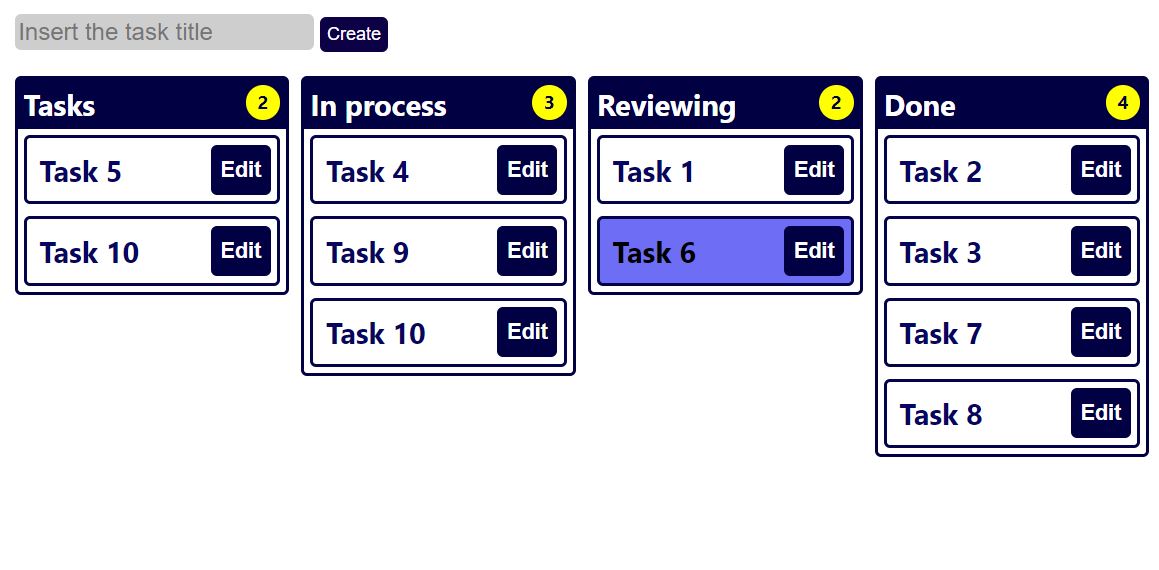 Insert the task title Create
Tasks 2
Task 5 Edit
Task 10 Edit
In process 3
Task 4 Edit
Task 9 Edit
Task 10 Edit
Reviewing 2
Task 1 Edit
Task 6 Edit
Done 4
Task 2 Edit
Task 3 Edit
Task 7 Edit
Task 8 Edit